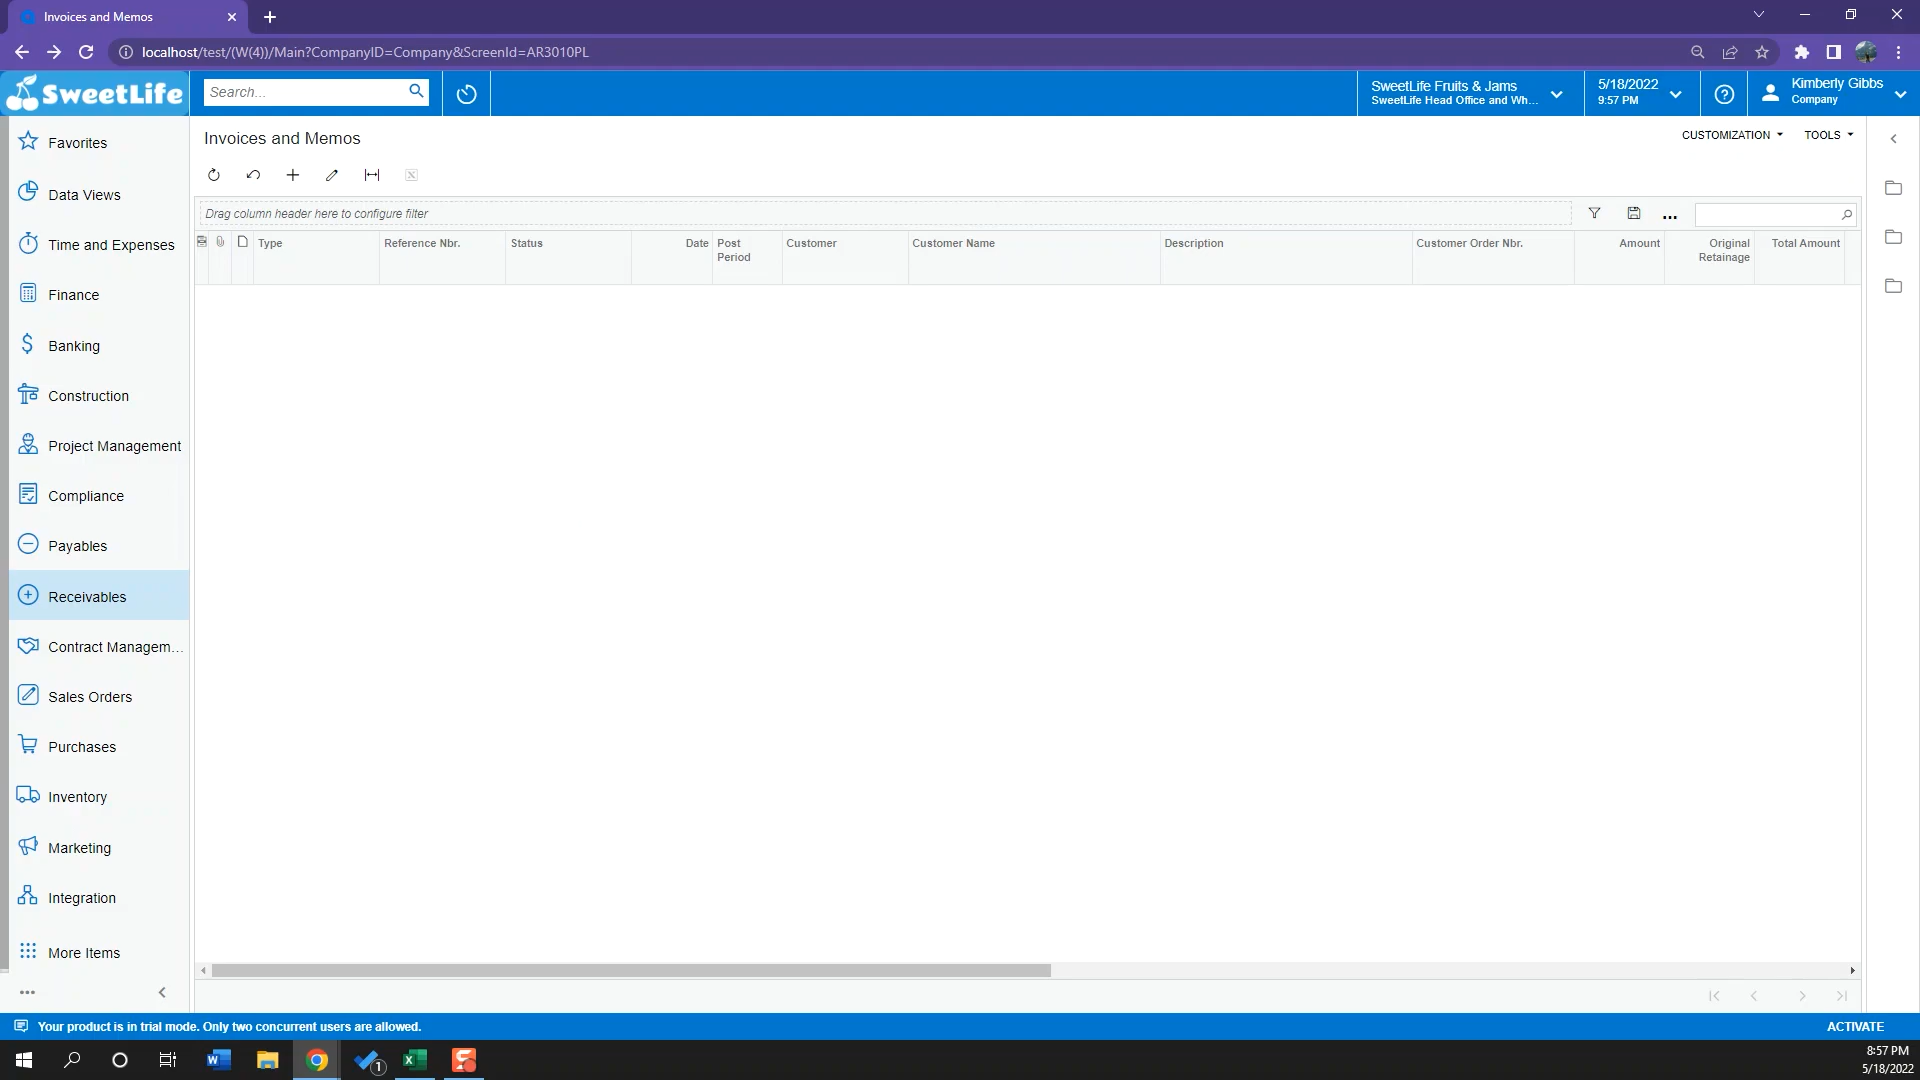 Invoices and Memos
localhost/test/(W(4))/Main?CompanyID=Company&ScreenId=AR3010PL
SweetLife
Search...
SweetLife Fruits & Jams
SweetLife Head Office and Wh...
5/18/2022
9:57 PM
Kimberly Gibbs
Company
Favorites
Data Views
Time and Expenses
Finance
Banking
Construction
Project Management
Compliance
Payables
Receivables
Contract Managem...
Sales Orders
Purchases
Inventory
Marketing
Integration
More Items
Invoices and Memos
CUSTOMIZATION
TOOLS
Drag column header here to configure filter
Type
Reference Nbr.
Status
Date
Post Period
Customer
Customer Name
Description
Customer Order Nbr.
Amount
Original Retainage
Total Amount
Your product is in trial mode. Only two concurrent users are allowed.
ACTIVATE
1
8:57 PM
5/18/2022